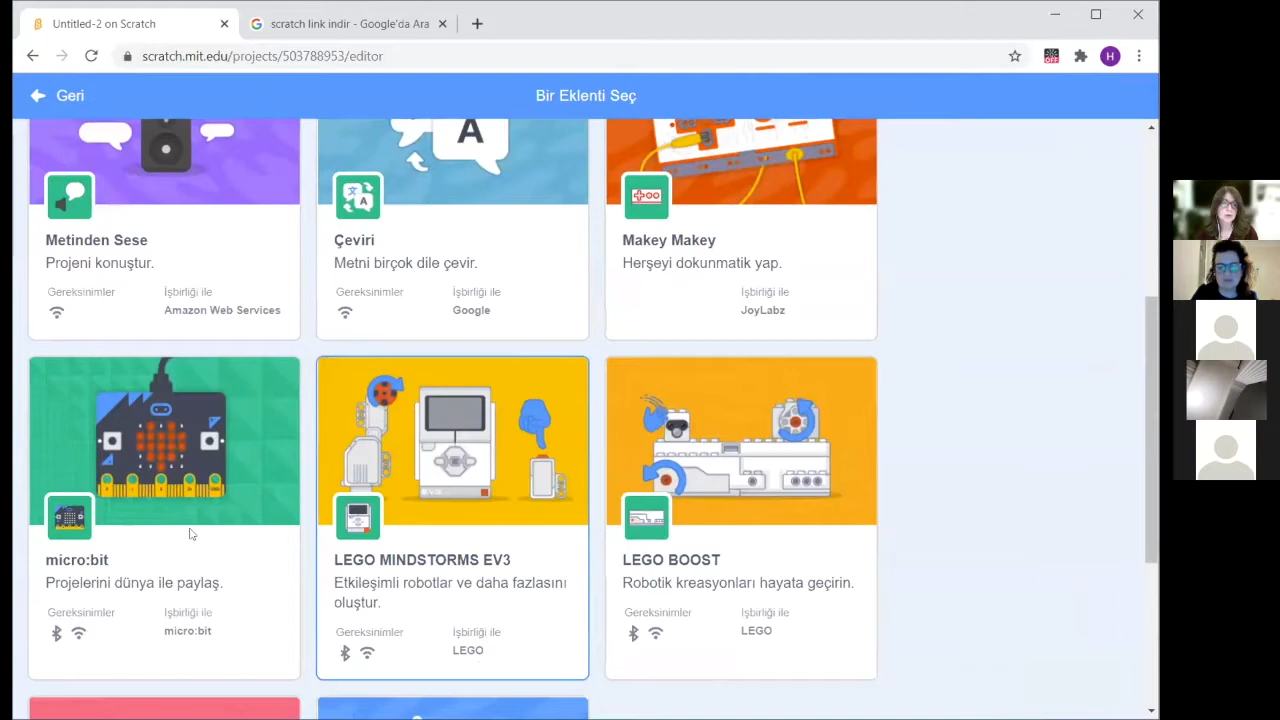 Untitled-2 on Scratch
scratch link indir - Google'da Ara
scratch.mit.edu/projects/503788953/editor
OFF
H
Geri
Bir Eklenti Seç
A
Metinden Sese
Projeni konuştur.
Gereksinimler
İşbirliği ile
Amazon Web Services
A
Çeviri
Metni birçok dile çevir.
Gereksinimler
İşbirliği ile
Google
Makey Makey
Herşeyi dokunmatik yap.
İşbirliği ile
JoyLabz
micro:bit
Projelerini dünya ile paylaş.
Gereksinimler
İşbirliği ile
micro:bit
LEGO MINDSTORMS EV3
Etkileşimli robotlar ve daha fazlasını
oluştur.
Gereksinimler
İşbirliği ile
LEGO
LEGO BOOST
Robotik kreasyonları hayata geçirin.
Gereksinimler
İşbirliği ile
LEGO